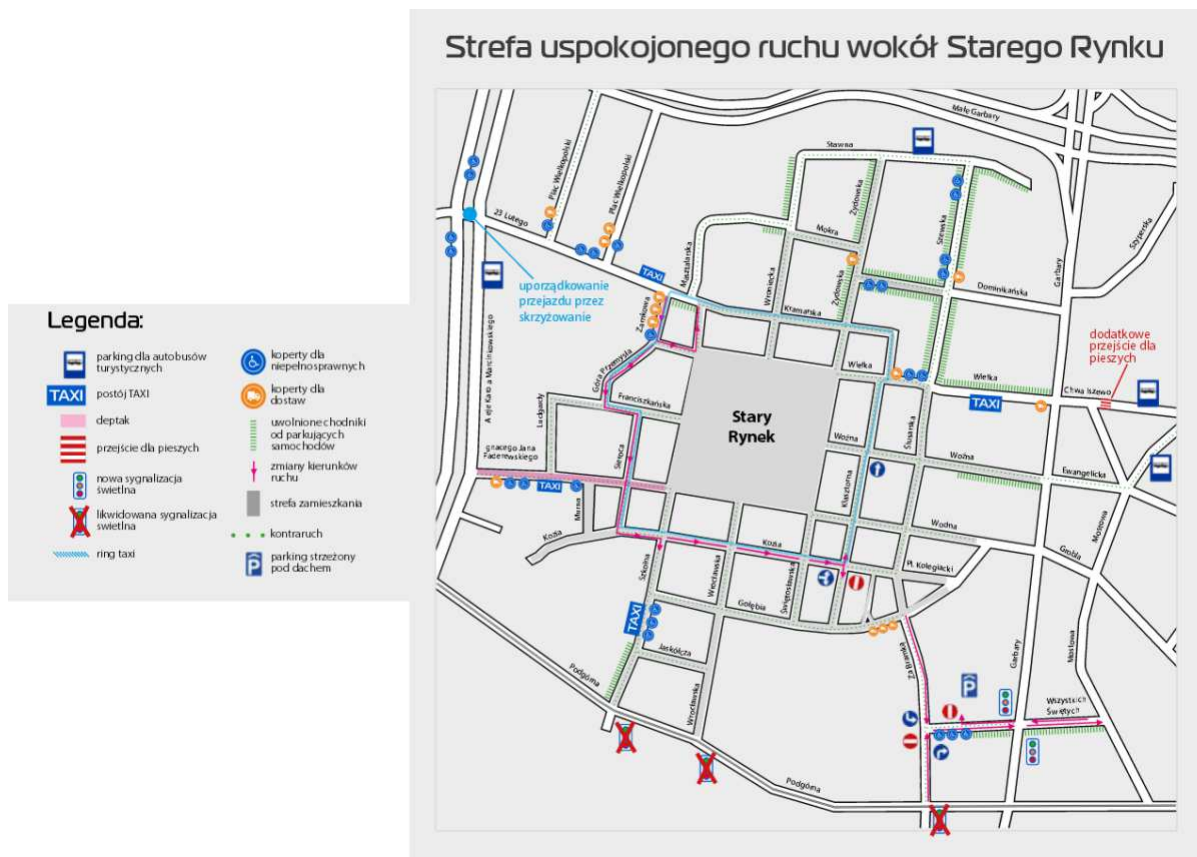 Strefa uspokojonego ruchu wokół Starego Rynku
Małe Garbary
Stawna
Plac Wielkopolski
Plac Wielkopolski
Żydowska
Szewska
Szyperska
23 Lutego
Mokra
Garbary
Masztalarska
TAXI
Wroniecka
Żydowska
Dominikańska
uporządkowanie
przejazdu przez
skrzyżowanie
Kramarska
Zamkowa
dodatkowe
przejście dla
pieszych
Aleje Karola Marcinkowskiego
Góra Przemysła
Wielka
Wielka
Chwaliszewo
TAXI
Ludgardy
Franciszkańska
Stary
Rynek
Ślusarska
Woźna
Woźna
Ignacego Jana
Paderewskiego
Sieroca
Ewangelicka
TAXI
Klasztorna
Murna
Wodna
Mostowa
Kozia
Kozia
Grobla
Pl. Kolegiacki
Szkolna
Wrocławska
Świętosławska
Gołębia
TAXI
Jaskółcza
Za Bramką
Garbary
Mostowa
Podgórna
Wrocławska
Wszystkich
Świętych
Podgórna
Legenda:
parking dla autobusów
turystycznych
TAXI
postój TAXI
deptak
przejście dla pieszych
nowa sygnalizacja
świetlna
likwidowana sygnalizacja
świetlna
ring taxi
koperty dla
niepełnosprawnych
koperty dla
dostaw
uwolnione chodniki
od parkujących
samochodów
zmiany kierunków
ruchu
strefa zamieszkania
kontraruch
parking strzeżony
pod dachem